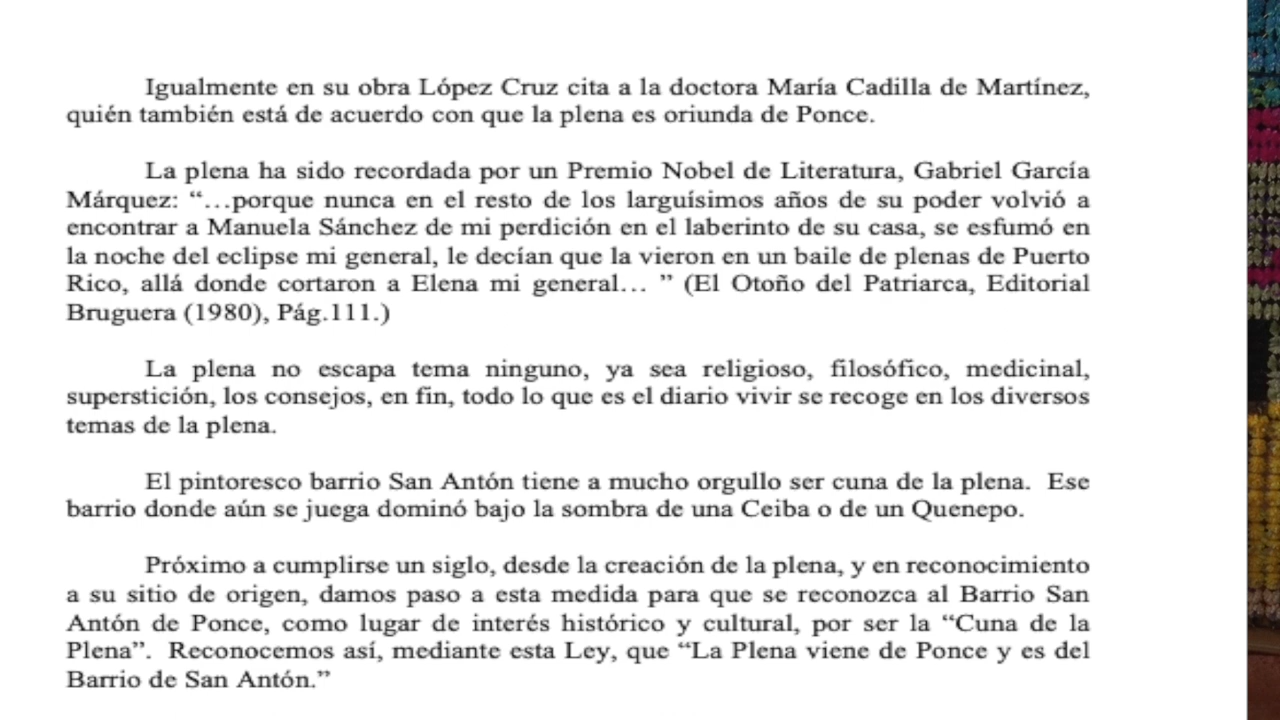 Igualmente en su obra López Cruz cita a la doctora María Cadilla de Martínez,
quién también está de acuerdo con que la plena es oriunda de Ponce.
La plena ha sido recordada por un Premio Nobel de Literatura, Gabriel García
Márquez: “…porque nunca en el resto de los larguísimos años de su poder volvió a
encontrar a Manuela Sánchez de mi perdición en el laberinto de su casa, se esfumó en
la noche del eclipse mi general, le decían que la vieron en un baile de plenas de Puerto
Rico, allá donde cortaron a Elena mi general… ” (El Otoño del Patriarca, Editorial
Bruguera (1980), Pág.111.)
La plena no escapa tema ninguno, ya sea religioso, filosófico, medicinal,
superstición, los consejos, en fin, todo lo que es el diario vivir se recoge en los diversos
temas de la plena.
El pintoresco barrio San Antón tiene a mucho orgullo ser cuna de la plena.  Ese
barrio donde aún se juega dominó bajo la sombra de una Ceiba o de un Quenepo.
Próximo a cumplirse un siglo, desde la creación de la plena, y en reconocimiento
a su sitio de origen, damos paso a esta medida para que se reconozca al Barrio San
Antón de Ponce, como lugar de interés histórico y cultural, por ser la “Cuna de la
Plena”.  Reconocemos así, mediante esta Ley, que “La Plena viene de Ponce y es del
Barrio de San Antón.”